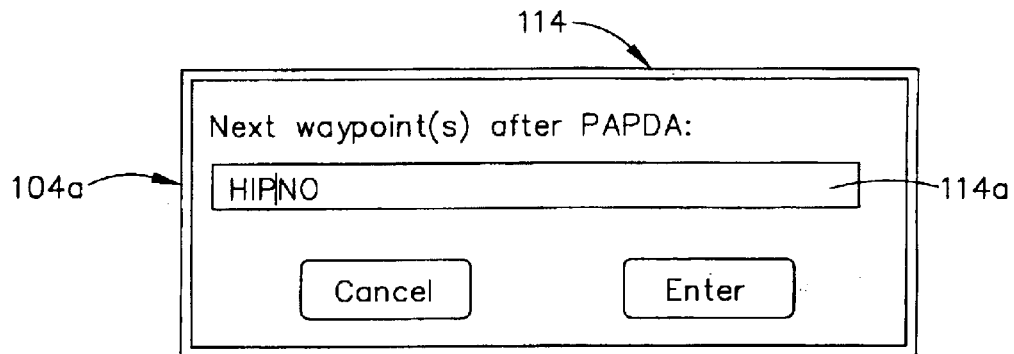 114
Next waypoint(s) after PAPDA:
104a
HIPNO
114a
Cancel
Enter